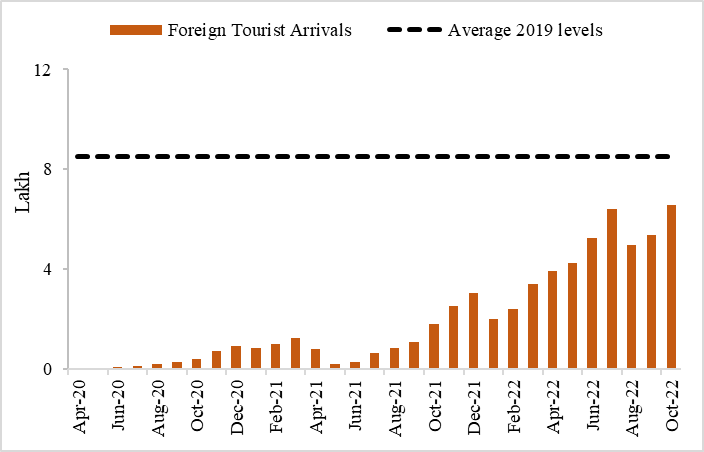 Foreign Tourist Arrivals
Average 2019 levels
12
8
4
0
Lakh
Apr-20
Jun-20
Aug-20
Oct-20
Dec-20
Feb-21
Apr-21
Jun-21
Aug-21
Oct-21
Dec-21
Feb-22
Apr-22
Jun-22
Aug-22
Oct-22